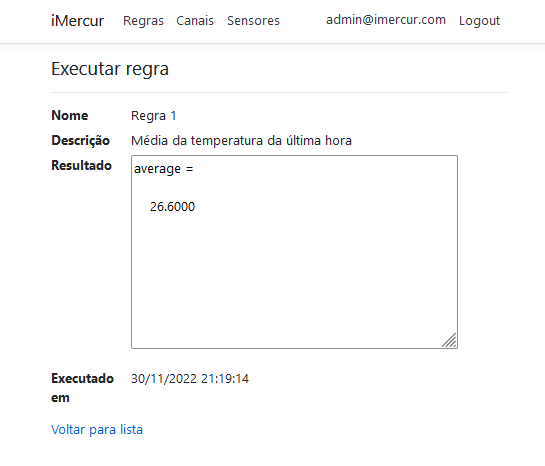 iMercur Regras Canais Sensores admin@imercur.com Logout
Executar regra
Nome Regra 1
Descrição Média da temperatura da última hora
Resultado average =
26.6000
Executado em 30/11/2022 21:19:14
Voltar para lista